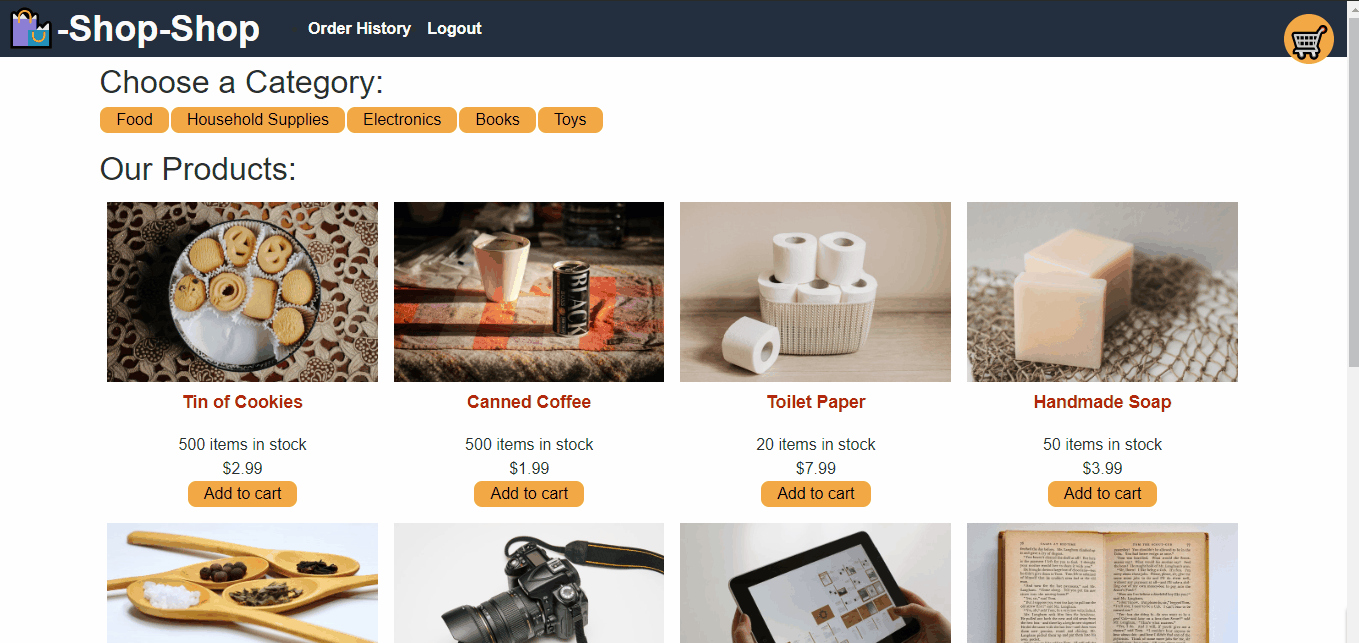 -Shop-Shop
Order History Logout
Choose a Category:
Food Household Supplies Electronics Books Toys
Our Products:
BLACK
Tin of Cookies Canned Coffee Toilet Paper Handmade Soap
500 items in stock 500 items in stock 20 items in stock 50 items in stock
$2.99 $1.99 $7.99 $3.99
Add to cart Add to cart Add to cart Add to cart